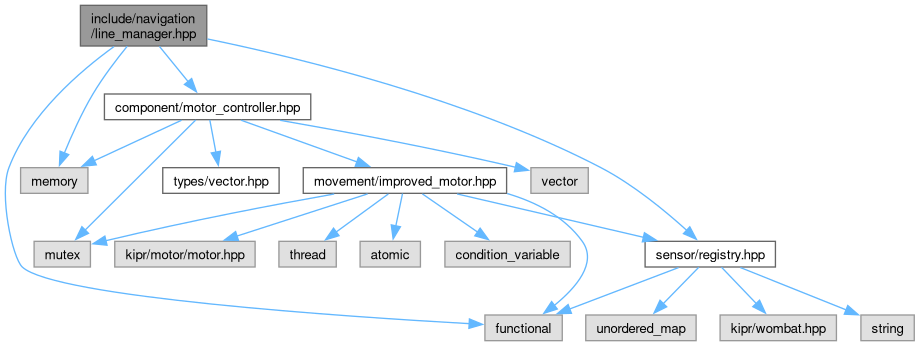 include/navigation
/line_manager.hpp
component/motor_controller.hpp
memory
types/vector.hpp
movement/improved_motor.hpp
vector
mutex
kipr/motor/motor.hpp
thread
atomic
condition_variable
sensor/registry.hpp
functional
unordered_map
kipr/wombat.hpp
string